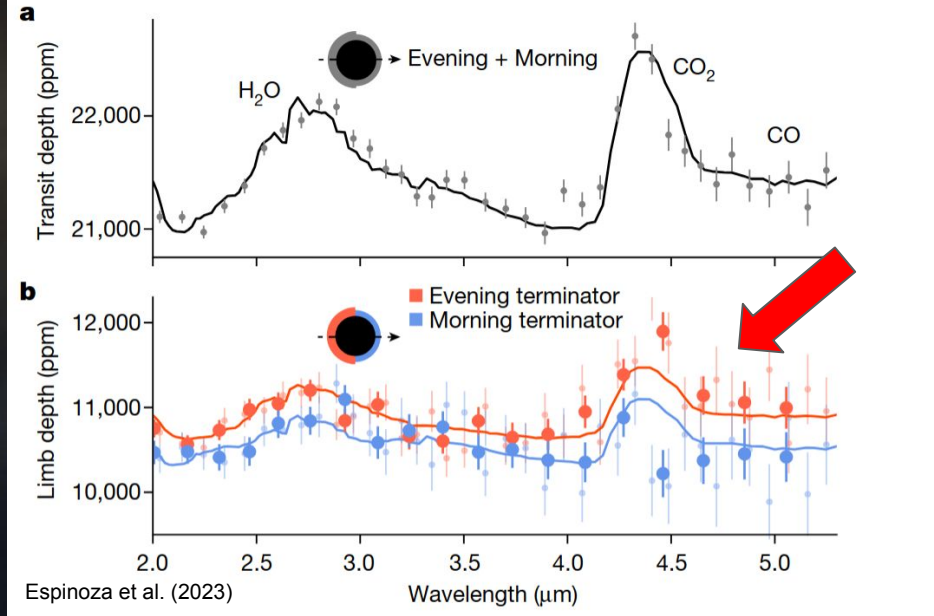 a
Evening + Morning
H₂O
CO₂
CO
Transit depth (ppm)
22,000
21,000
b
Evening terminator
Morning terminator
Limb depth (ppm)
12,000
11,000
10,000
2.0 2.5 3.0 3.5 4.0 4.5 5.0
Wavelength (μm)
Espinoza et al. (2023)